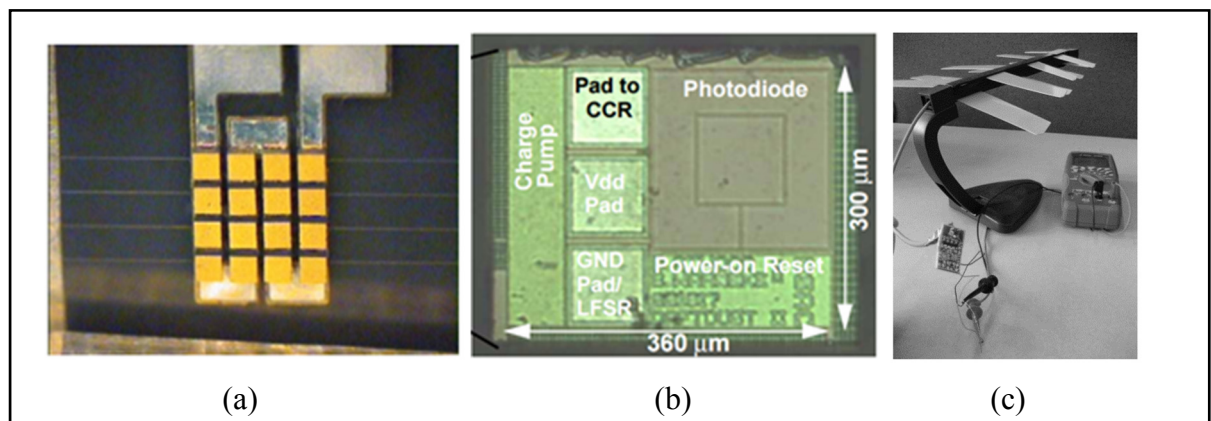 Pad to
CCR
Photodiode
Charge
Pump
Vdd
Pad
300 μm
GND
Pad/
LFSR
Power-on Reset
360 μm
(a)
(b)
(c)